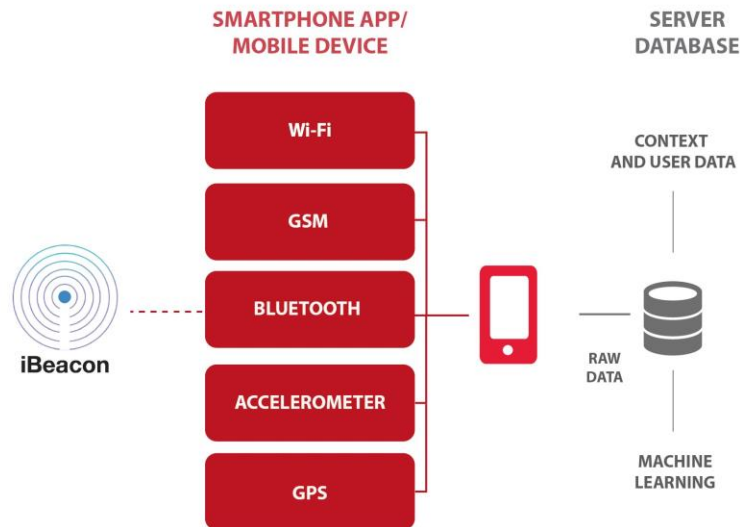 SMARTPHONE APP/
MOBILE DEVICE
SERVER
DATABASE
Wi-Fi
GSM
BLUETOOTH
ACCELEROMETER
GPS
iBeacon
CONTEXT
AND USER DATA
RAW
DATA
MACHINE
LEARNING